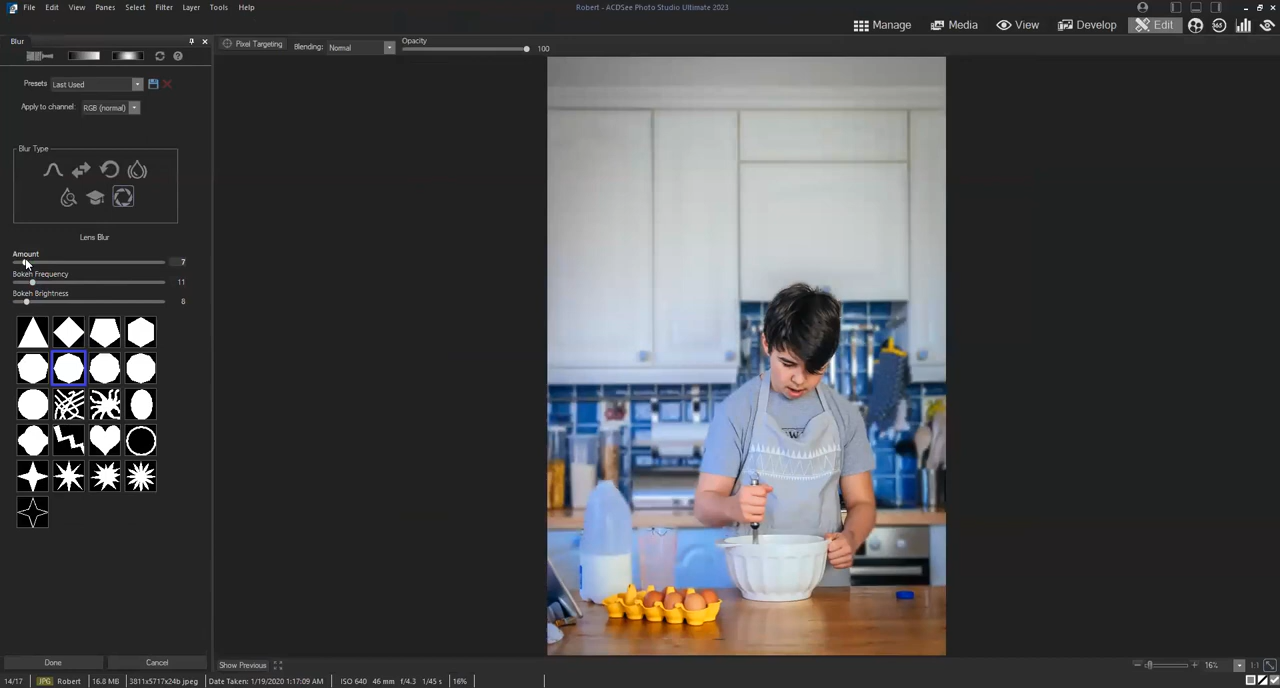 File Edit View Panes Select Filter Layer Tools Help
Robert - ACDSee Photo Studio Ultimate 2023
Manage Media View Develop Edit 365
Blur
Pixel Targeting Blending: Normal Opacity 100
Presets Last Used
Apply to channel: RGB (normal)
Blur Type
Lens Blur
Amount 7
Bokeh Frequency 11
Bokeh Brightness 8
Done Cancel
Show Previous
16% 1:1
14/17 JPG Robert 16.8 MB 3811x5717x24b jpeg Date Taken: 1/19/2020 1:17:09 AM ISO 640 46 mm f/4.3 1/45 s 16%